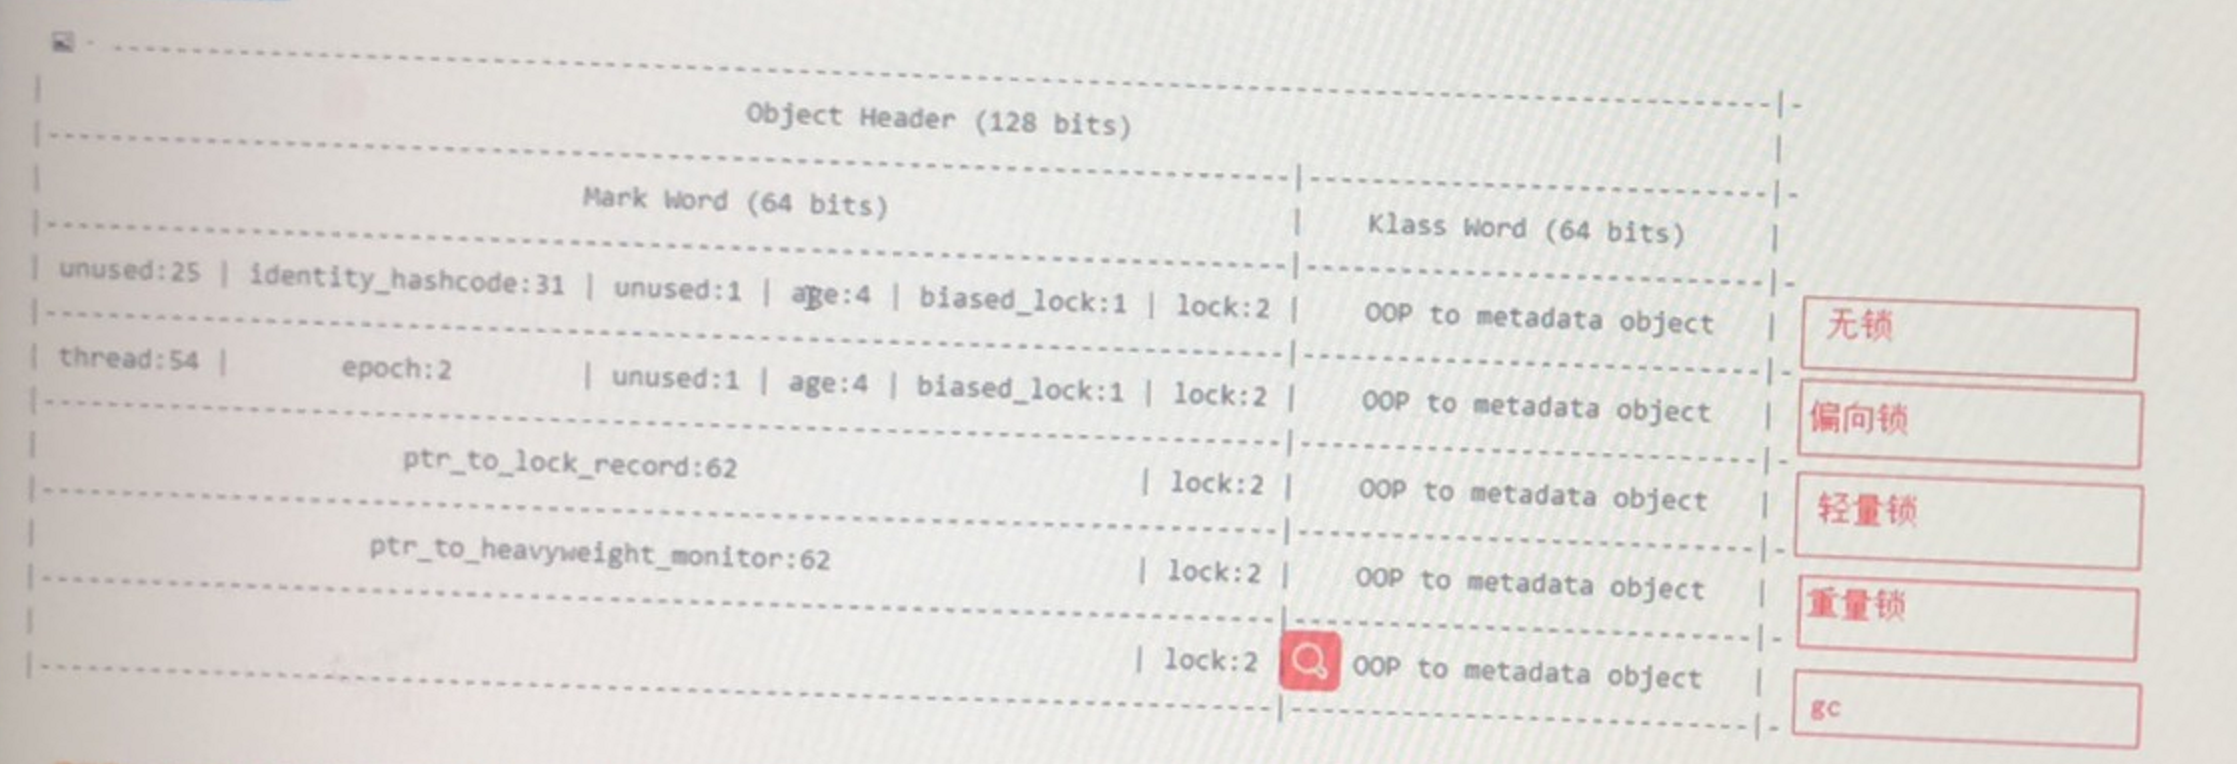 Object Header (128 bits)
Mark Word (64 bits) | Klass Word (64 bits) |
| unused:25 | identity_hashcode:31 | unused:1 | age:4 | biased_lock:1 | lock:2 | OOP to metadata object | 无锁
| thread:54 | epoch:2 | unused:1 | age:4 | biased_lock:1 | lock:2 | OOP to metadata object | 偏向锁
| ptr_to_lock_record:62 | lock:2 | OOP to metadata object | 轻量锁
| ptr_to_heavyweight_monitor:62 | lock:2 | OOP to metadata object | 重量锁
| | lock:2 OOP to metadata object | gc